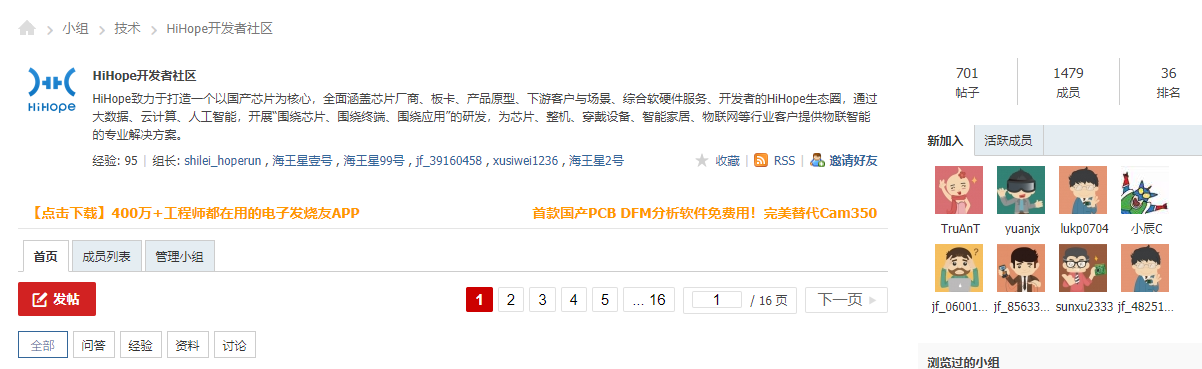 小组 技术 HiHope开发者社区
HiHope
HiHope开发者社区
HiHope致力于打造一个以国产芯片为核心，全面涵盖芯片厂商、板卡、产品原型、下游客户与场景、综合软硬件服务、开发者的HiHope生态圈，通过
大数据、云计算、人工智能，开展“围绕芯片、围绕终端、围绕应用”的研发，为芯片、整机、穿戴设备、智能家居、物联网等行业客户提供物联智能
的专业解决方案。
经验: 95 | 组长: shilei_hoperun , 海王星壹号 , 海王星99号 , jf_39160458 , xusiwei1236 , 海王星2号
收藏 | RSS | 邀请好友
【点击下载】400万+工程师都在用的电子发烧友APP
首款国产PCB DFM分析软件免费用！完美替代Cam350
首页 成员列表 管理小组
发帖
1 2 3 4 5 ... 16 1 / 16 页 下一页
全部 问答 经验 资料 讨论
701 1479 36
帖子 成员 排名
新加入 活跃成员
TruAnT yuanjx lukp0704 小辰C
jf_06001... jf_85633... sunxu2333 jf_48251...
浏览过的小组